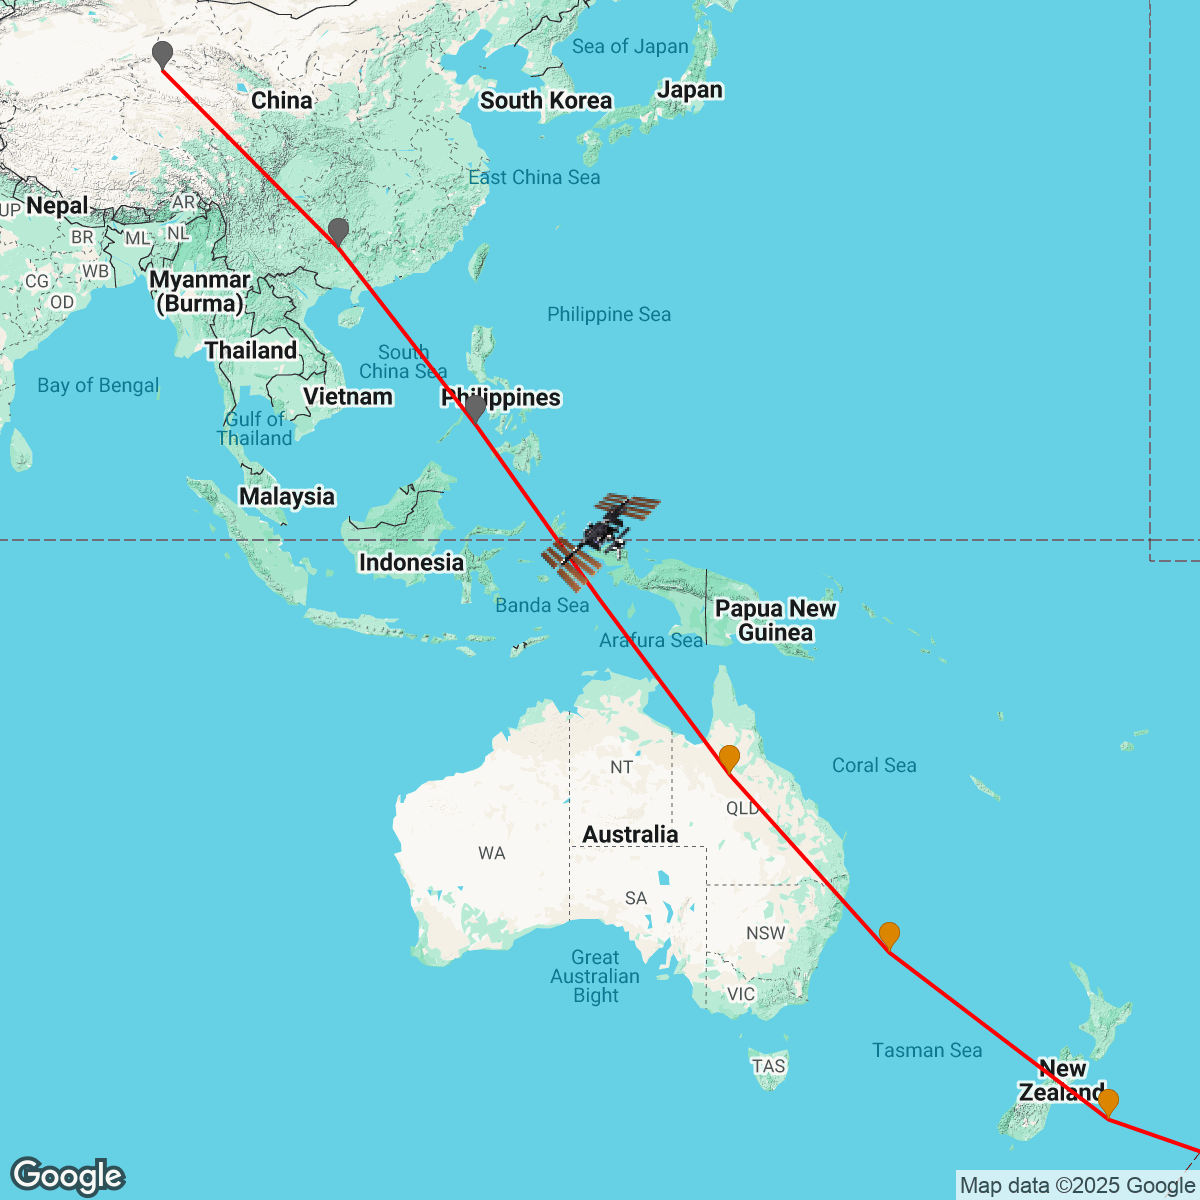 Sea of Japan
Japan
China
South Korea
East China Sea
Nepal
UP
AR
BR
ML
NL
WB
CG
OD
Myanmar
(Burma)
Philippine Sea
Thailand
South
China Sea
Bay of Bengal
Vietnam
Philippines
Gulf of
Thailand
Malaysia
Indonesia
Banda Sea
Papua New
Guinea
Arafura Sea
NT
Coral Sea
QLD
Australia
WA
SA
NSW
Great
Australian
Bight
VIC
Tasman Sea
TAS
New
Zealand
Google
Map data ©2025 Google